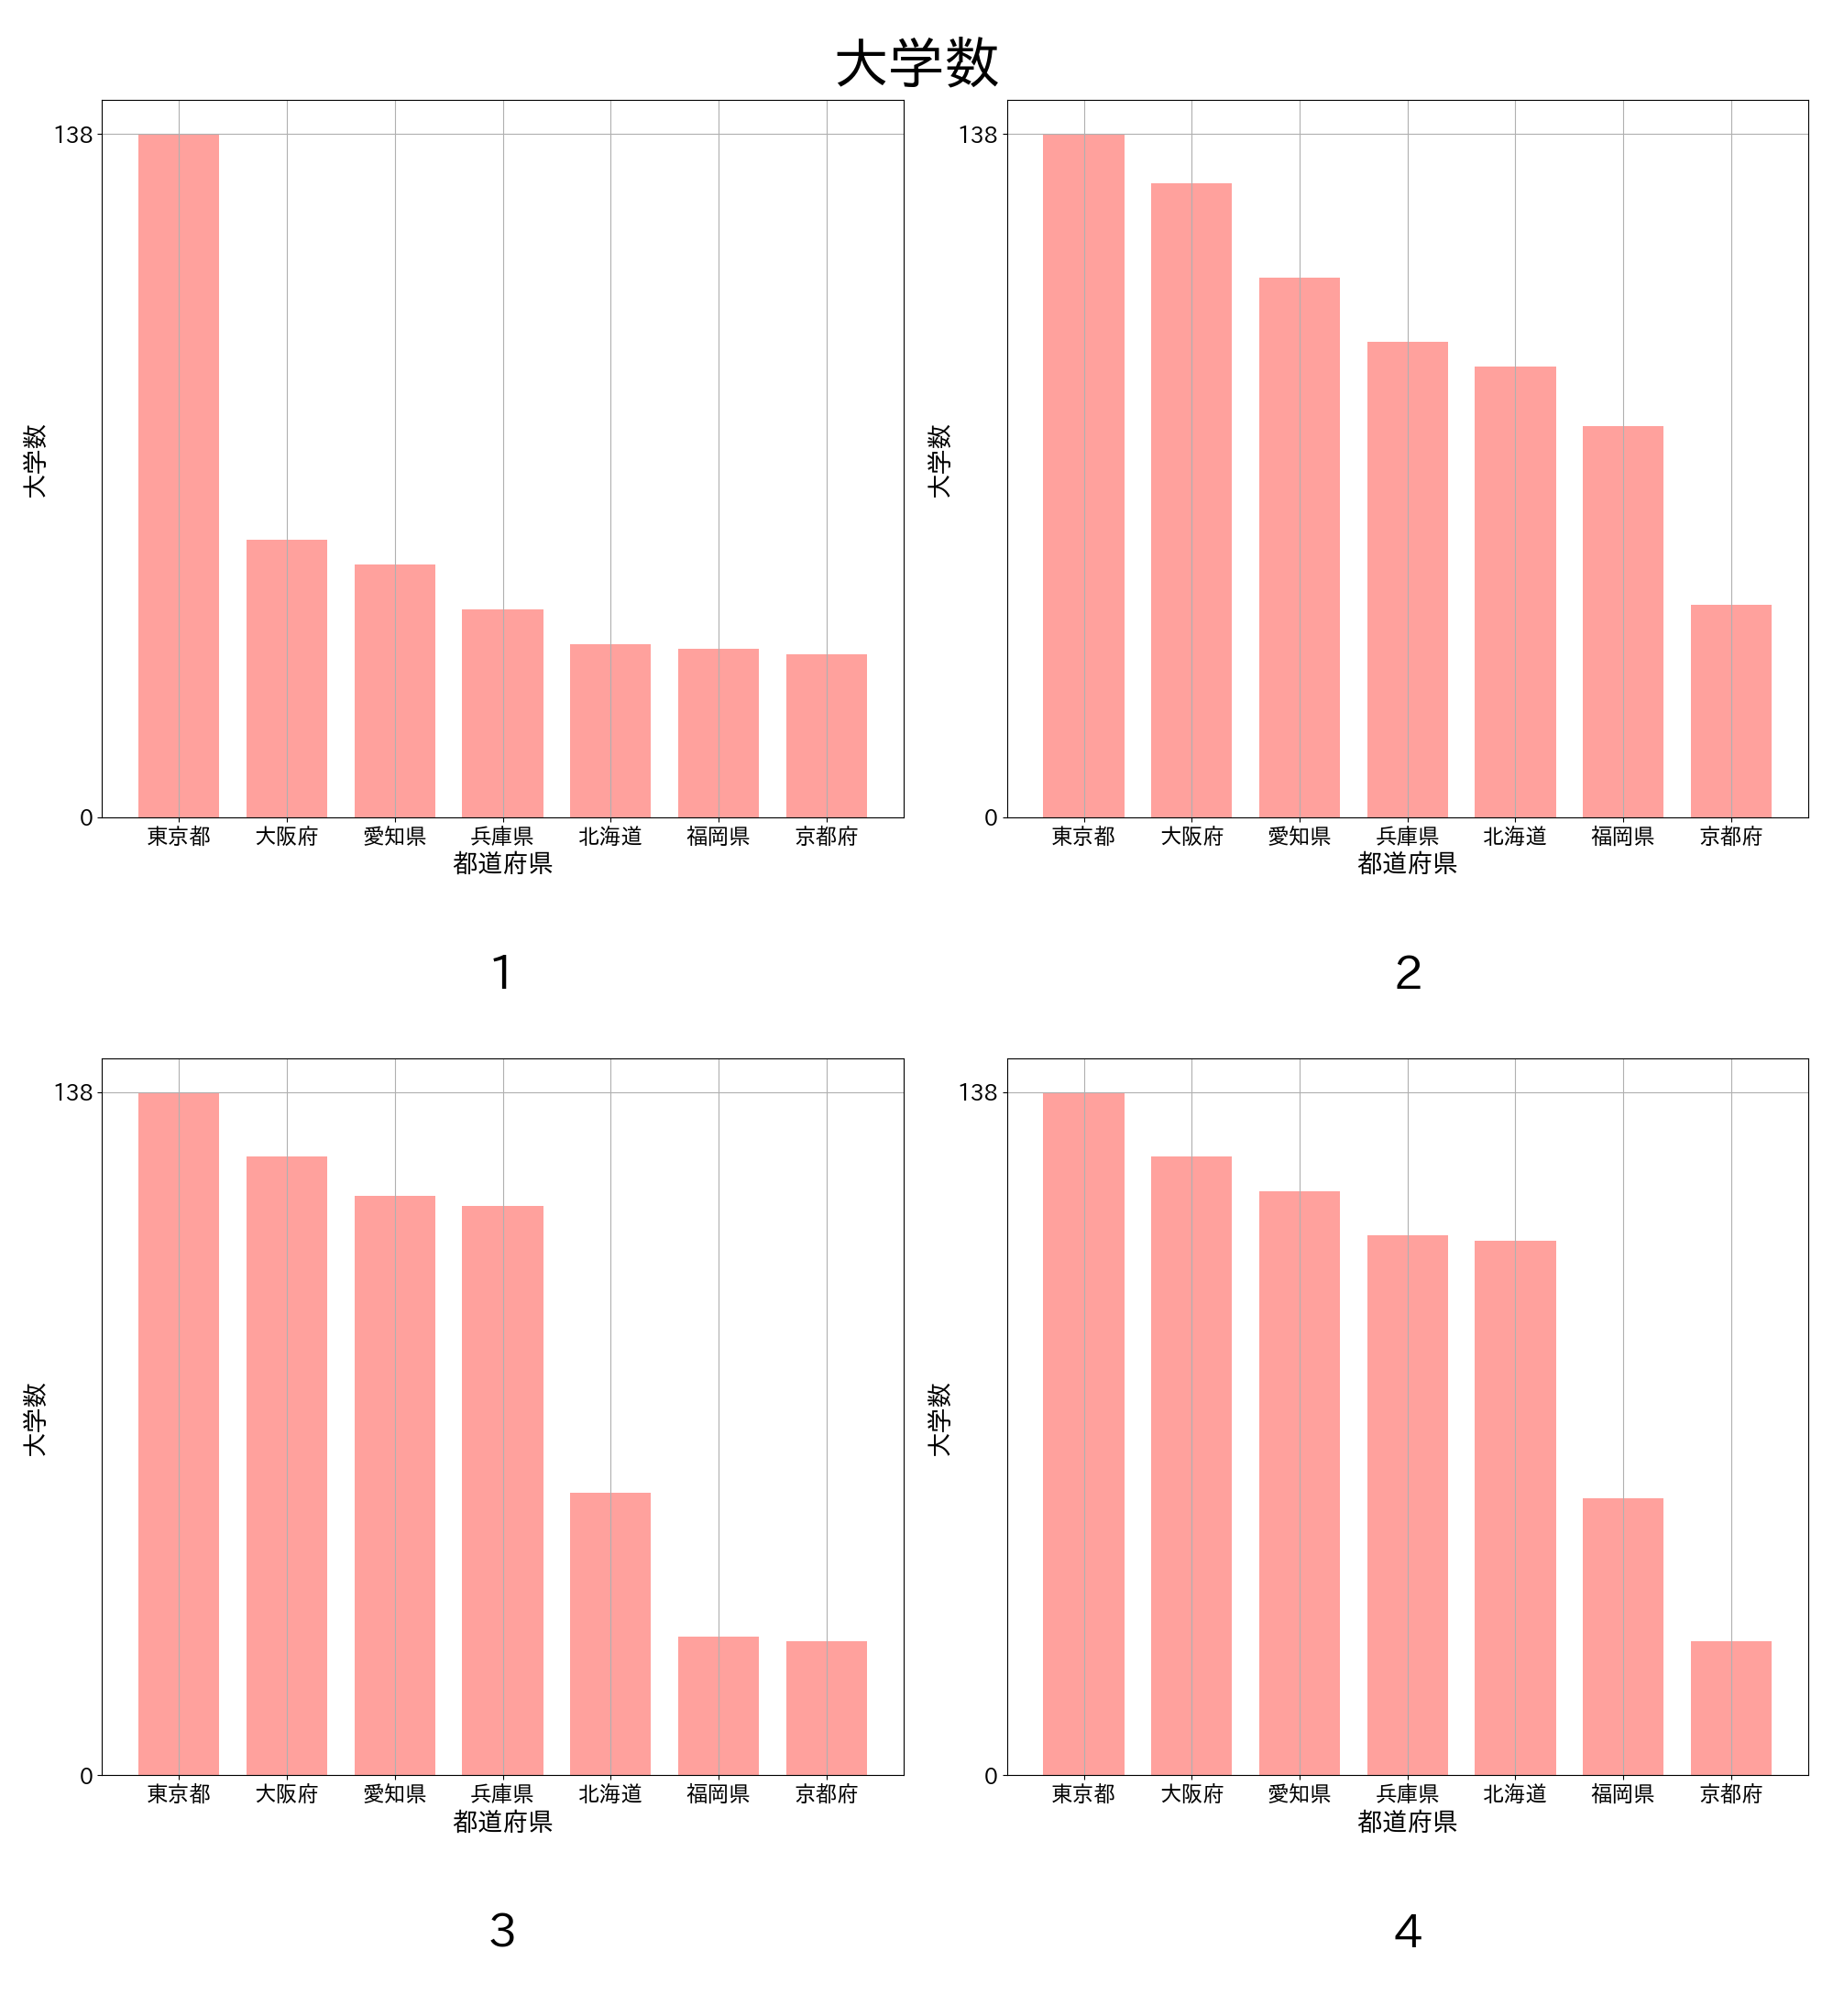 大学数
138
0
大学数
東京都 大阪府 愛知県 兵庫県 北海道 福岡県 京都府
都道府県
1
138
0
大学数
東京都 大阪府 愛知県 兵庫県 北海道 福岡県 京都府
都道府県
2
138
0
大学数
東京都 大阪府 愛知県 兵庫県 北海道 福岡県 京都府
都道府県
3
138
0
大学数
東京都 大阪府 愛知県 兵庫県 北海道 福岡県 京都府
都道府県
4